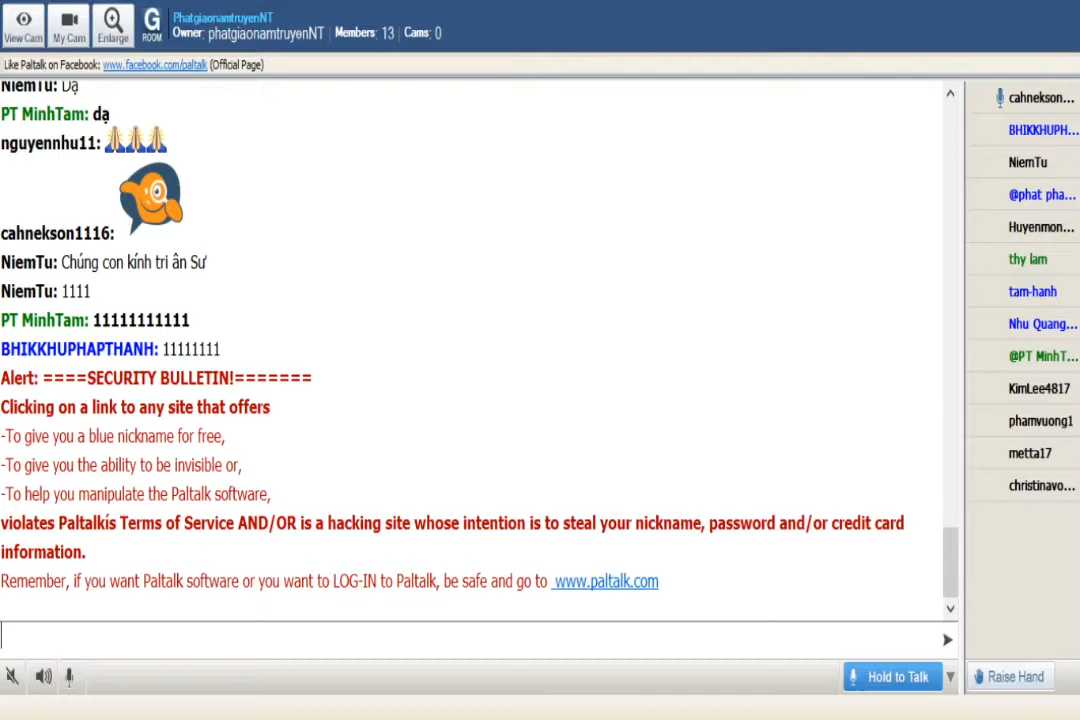 View Cam
My Cam
Enlarge
G
ROOM
PhatgiaonamtruyenNT
Owner: phatgiaonamtruyenNT | Members: 13 | Cams: 0
Like Paltalk on Facebook: www.facebook.com/paltalk (Official Page)
NiemTu: Dạ
PT MinhTam: dạ
nguyennhu11:
cahnekson1116:
NiemTu: Chúng con kính tri ân Sư
NiemTu: 1111
PT MinhTam: 11111111111
BHIKKHUPHAPTHANH: 11111111
Alert: ====SECURITY BULLETIN!=======
Clicking on a link to any site that offers
-To give you a blue nickname for free,
-To give you the ability to be invisible or,
-To help you manipulate the Paltalk software,
violates Paltalkís Terms of Service AND/OR is a hacking site whose intention is to steal your nickname, password and/or credit card
information.
Remember, if you want Paltalk software or you want to LOG-IN to Paltalk, be safe and go to www.paltalk.com
cahnekson...
BHIKKHUPH...
NiemTu
@phat pha...
Huyenmon...
thy lam
tam-hanh
Nhu Quang...
@PT MinhT...
KimLee4817
phamvuong1
metta17
christinavo...
Hold to Talk
Raise Hand